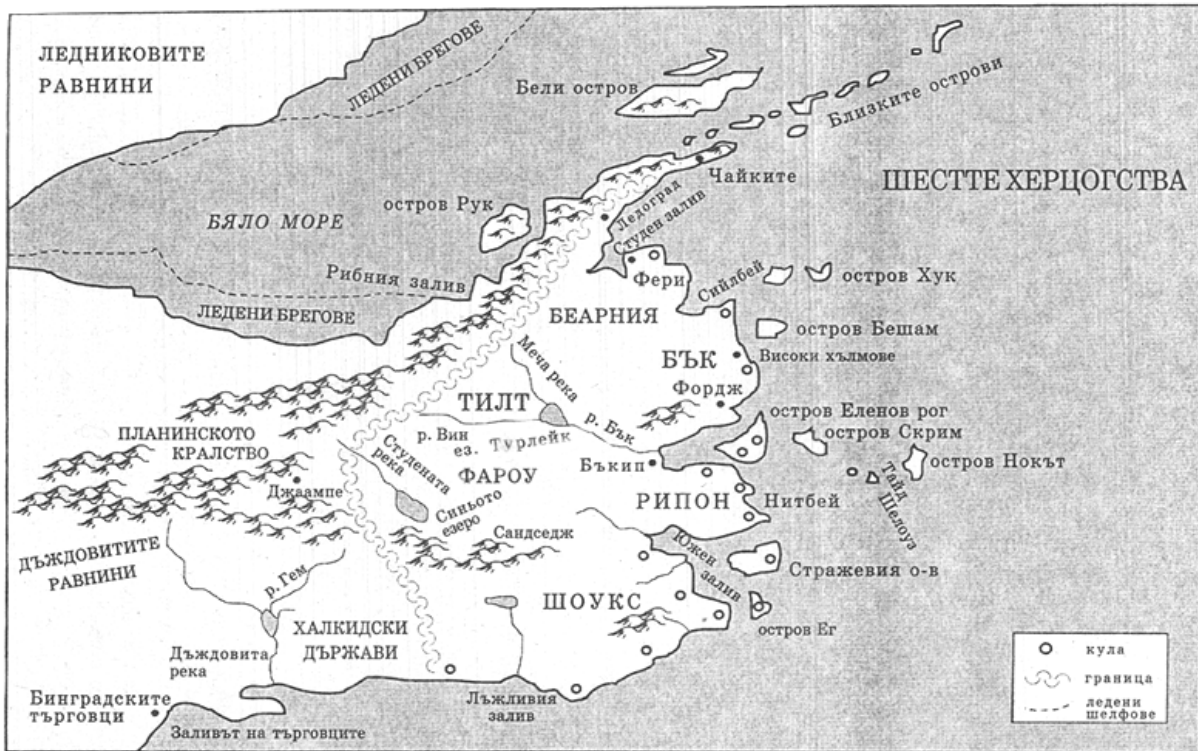 ЛЕДНИКОВИТЕ
РАВНИНИ
ЛЕДЕНИ БРЕГОВЕ
Бели остров
Близките острови
Чайките
ШЕСТТЕ ХЕРЦОГСТВА
остров Рук
БЯЛО МОРЕ
Ледоград
Студен залив
Рибния залив
ЛЕДЕНИ БРЕГОВЕ
Фери
Сийлбей
остров Хук
БЕАРНИЯ
остров Бешам
Високи хълмове
БЪК
Меча река
Фордж
ТИЛТ
остров Еленов рог
остров Скрим
р. Бък
остров Нокът
р. Вин
ез. Турлейк
ПЛАНИНСКОТО
КРАЛСТВО
Студената
река
ФАРОУ
Бъкип
Джаампе
РИПОН
Нитбей
Тайд
Шелоуз
Синьото
езеро
Сандседж
ДЪЖДОВИТЕ
РАВНИНИ
Южен
залив
Стражевия о-в
р. Гем
ШОУКС
остров Ег
ХАЛКИДСКИ
ДЪРЖАВИ
Дъждовита
река
Лъжливия
залив
Бинградските
търговци
Заливът на търговците
кула
граница
ледени
шелфове